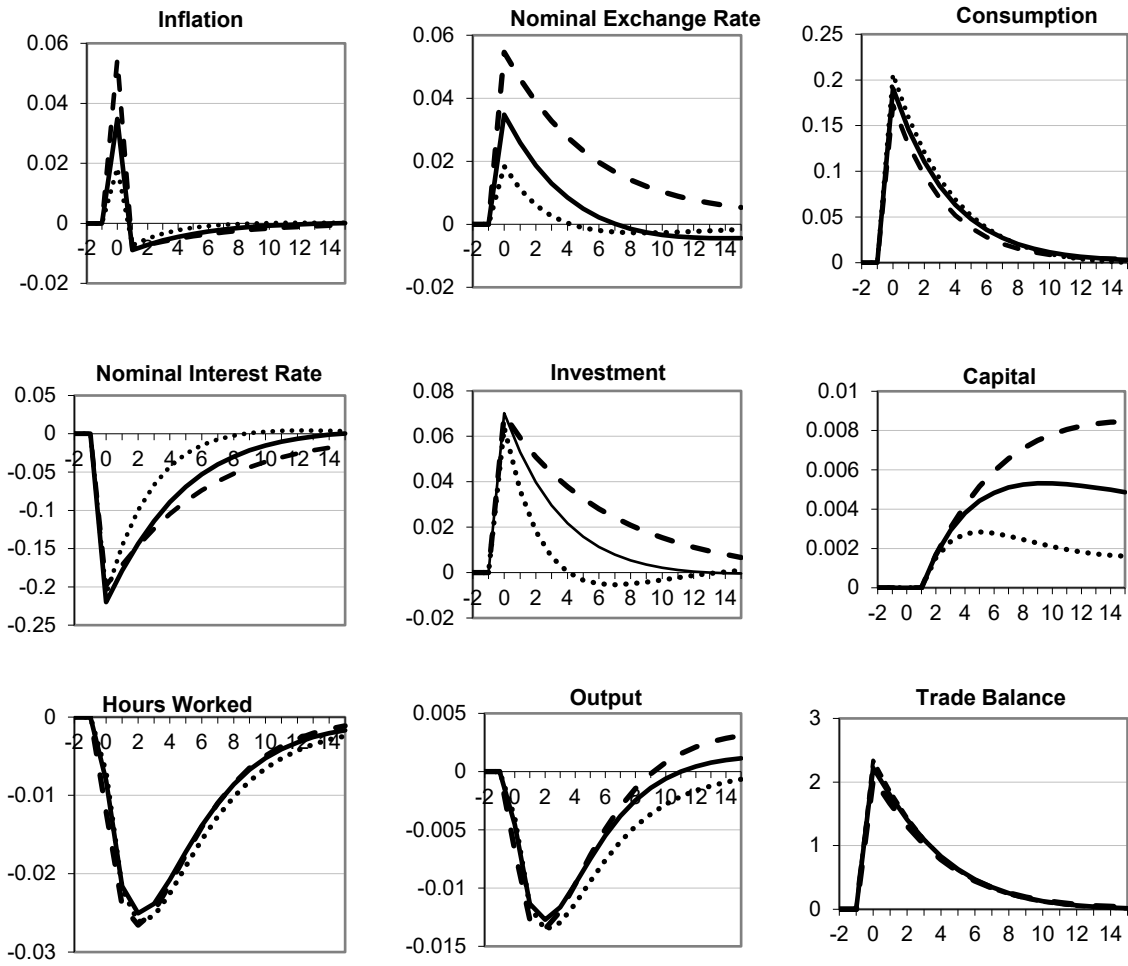 Inflation
0.06
0.04
0.02
0
-0.02
-2 0 2 4 6 8 10 12 14
Nominal Exchange Rate
0.06
0.04
0.02
0
-0.02
-2 0 2 4 6 8 10 12 14
Consumption
0.25
0.2
0.15
0.1
0.05
0
-2 0 2 4 6 8 10 12 14
Nominal Interest Rate
0.05
0
-0.05
-0.1
-0.15
-0.2
-0.25
-2 0 2 4 6 8 10 12 14
Investment
0.08
0.06
0.04
0.02
0
-0.02
-2 0 2 4 6 8 10 12 14
Capital
0.01
0.008
0.006
0.004
0.002
0
-2 0 2 4 6 8 10 12 14
Hours Worked
0
-0.01
-0.02
-0.03
-2 0 2 4 6 8 10 12 14
Output
0.005
0
-0.005
-0.01
-0.015
-2 0 2 4 6 8 10 12 14
Trade Balance
3
2
1
0
-2 0 2 4 6 8 10 12 14